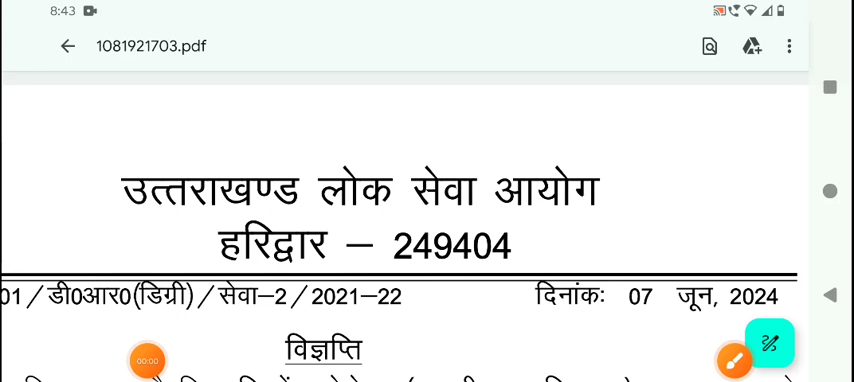 8:43
1081921703.pdf
उत्तराखण्ड लोक सेवा आयोग
हरिद्वार – 249404
01/डी0आर0(डिग्री)/सेवा–2/2021–22 दिनांकः 07 जून, 2024
विज्ञप्ति
00:00